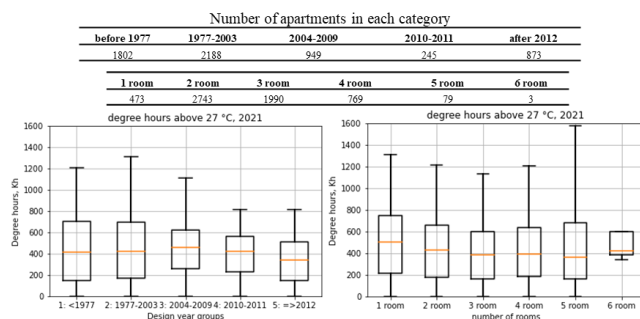 Number of apartments in each category
before 1977 1977-2003 2004-2009 2010-2011 after 2012
1802 2188 949 245 873
1 room 2 room 3 room 4 room 5 room 6 room
473 2743 1990 769 79 3
degree hours above 27 °C, 2021
1600
1400
1200
1000
800
600
400
200
0
Degree hours, Kh
1: <1977 2: 1977-2003 3: 2004-2009 4: 2010-2011 5: =>2012
Design year groups
degree hours above 27 °C, 2021
1600
1400
1200
1000
800
600
400
200
0
Degree hours, Kh
1 room 2 room 3 room 4 room 5 room 6 room
number of rooms